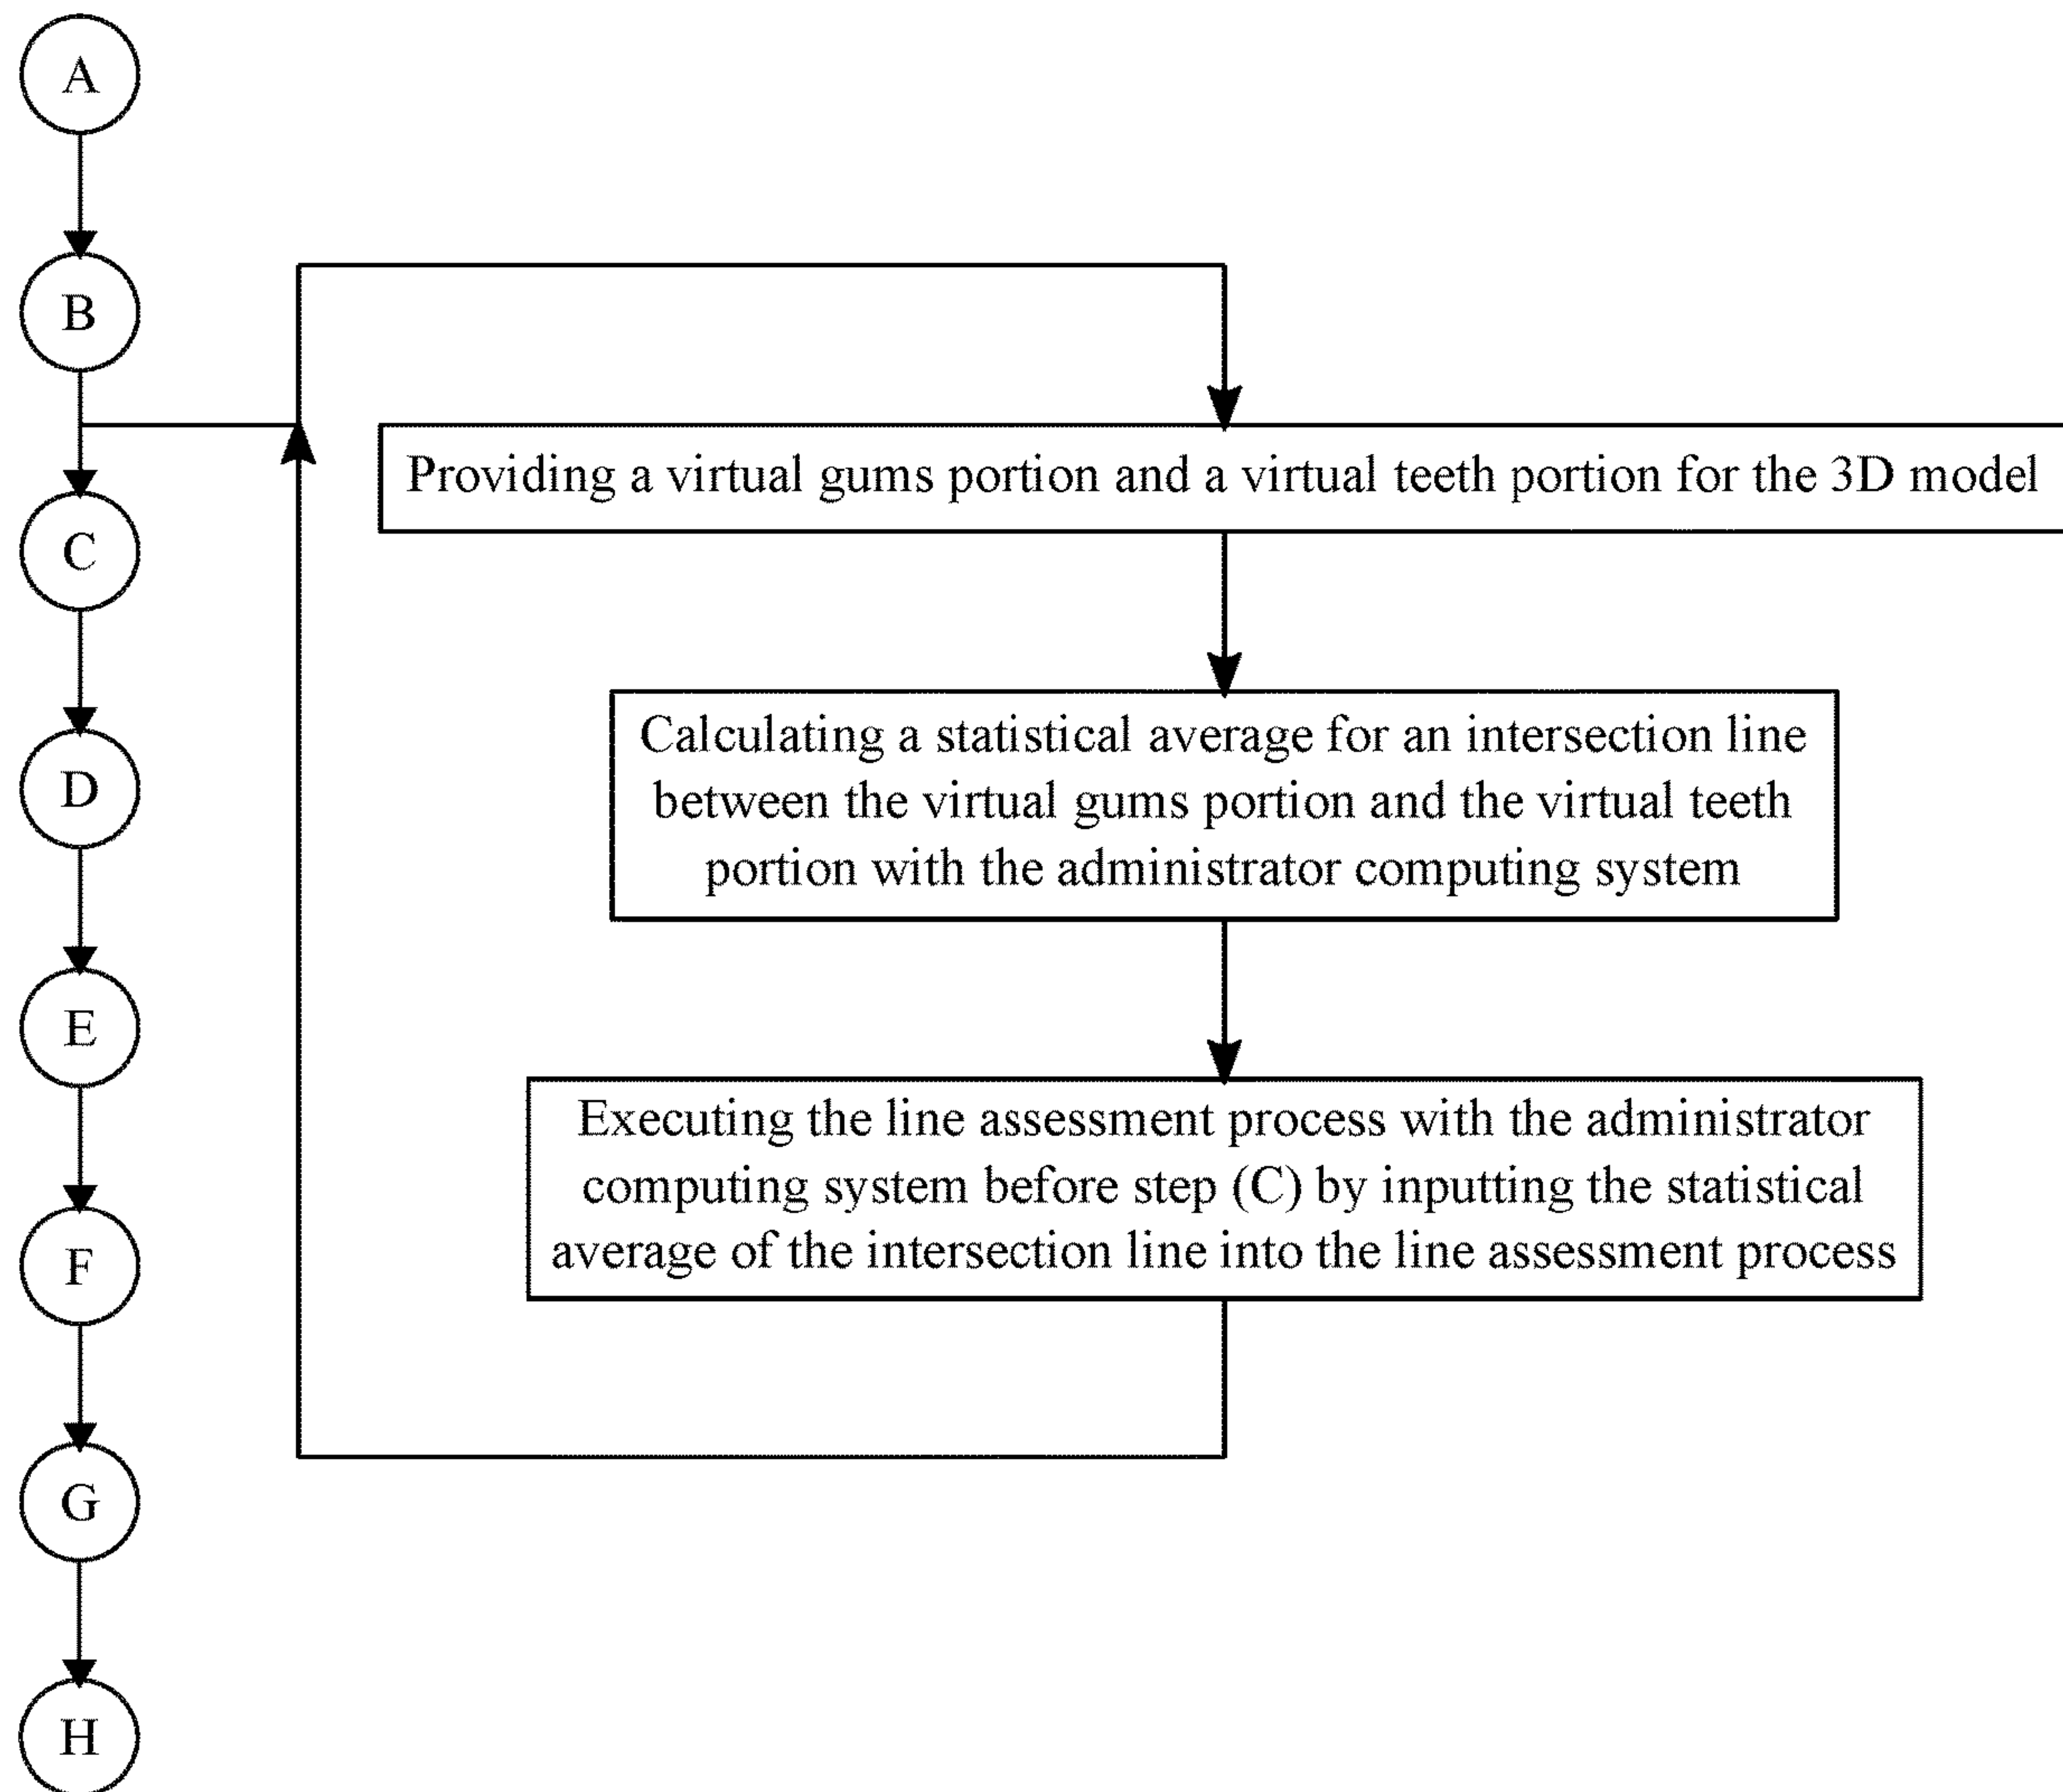 A
B
Providing a virtual gums portion and a virtual teeth portion for the 3D model
C
Calculating a statistical average for an intersection line
between the virtual gums portion and the virtual teeth
portion with the administrator computing system
D
E
Executing the line assessment process with the administrator
computing system before step (C) by inputting the statistical
average of the intersection line into the line assessment process
F
G
H